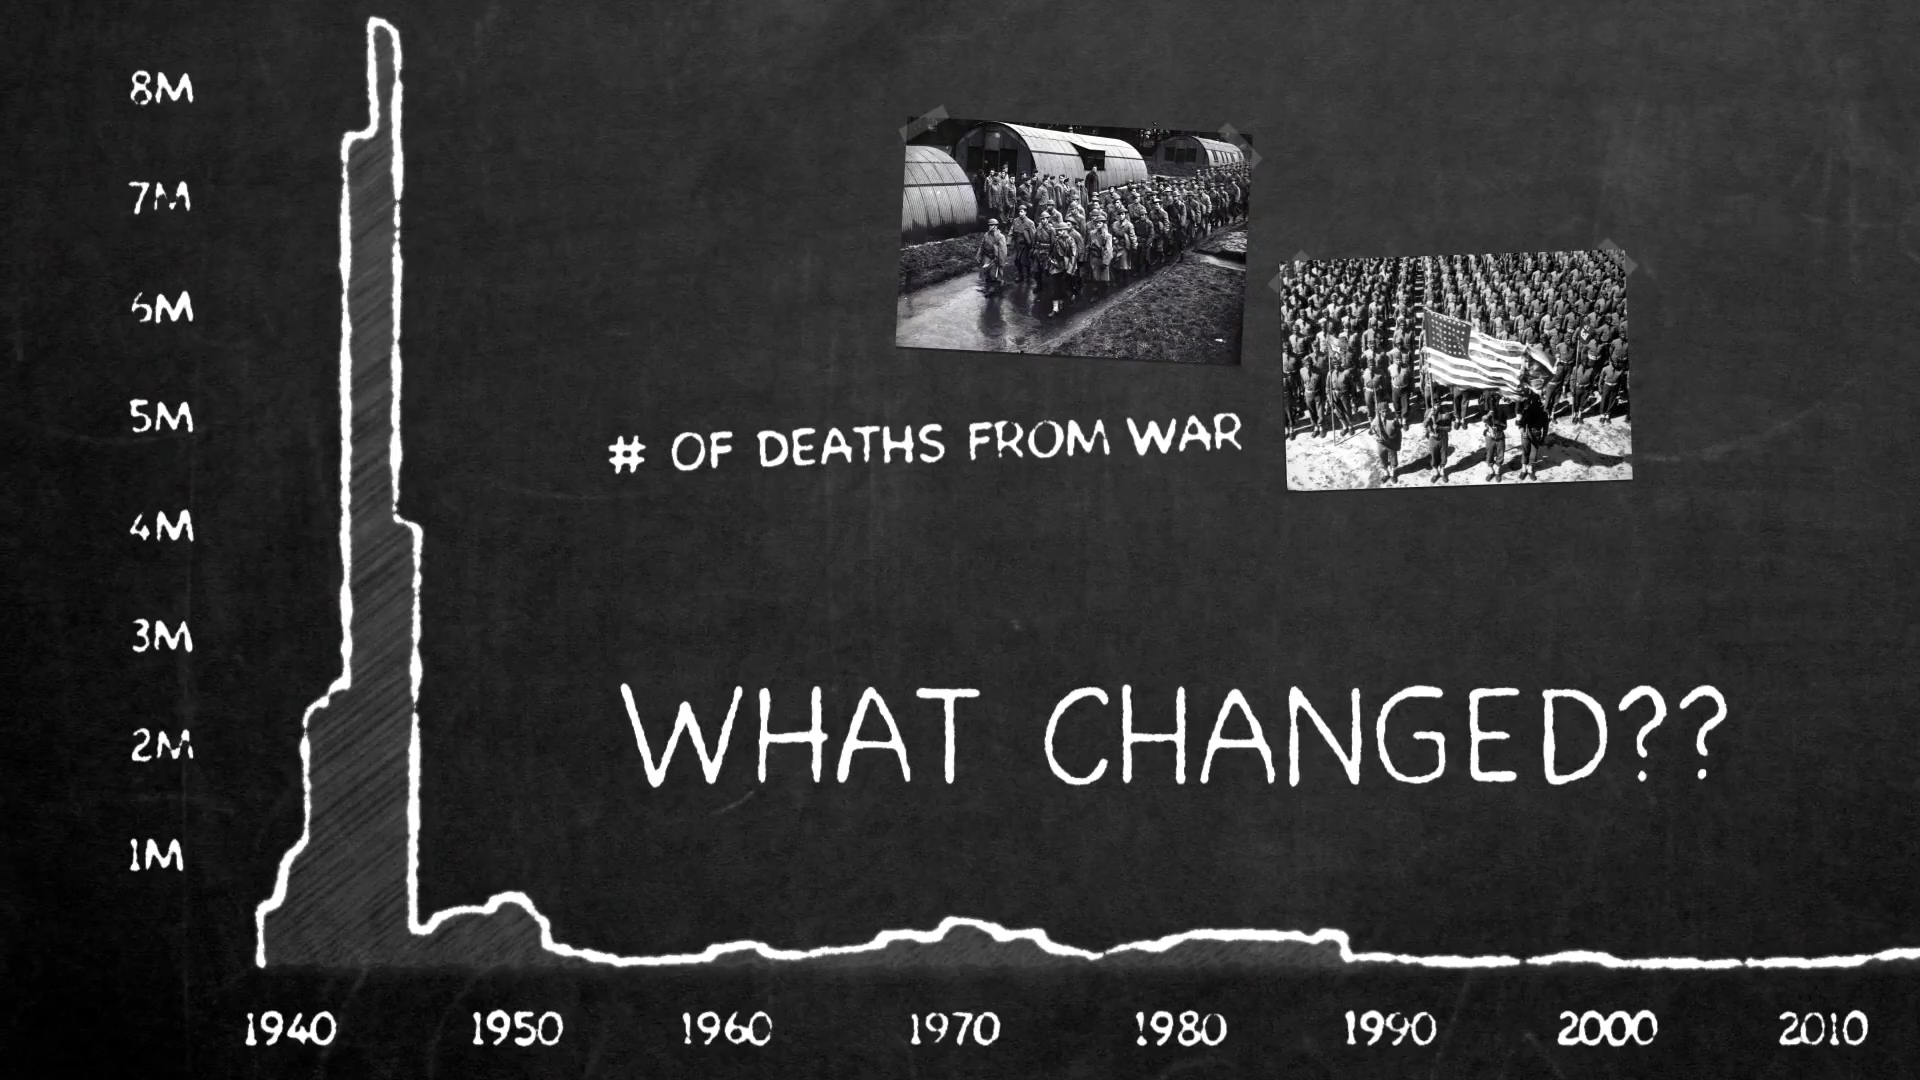 8M
7M
6M
5M
4M
3M
2M
1M
# OF DEATHS FROM WAR
WHAT CHANGED??
1940 1950 1960 1970 1980 1990 2000 2010